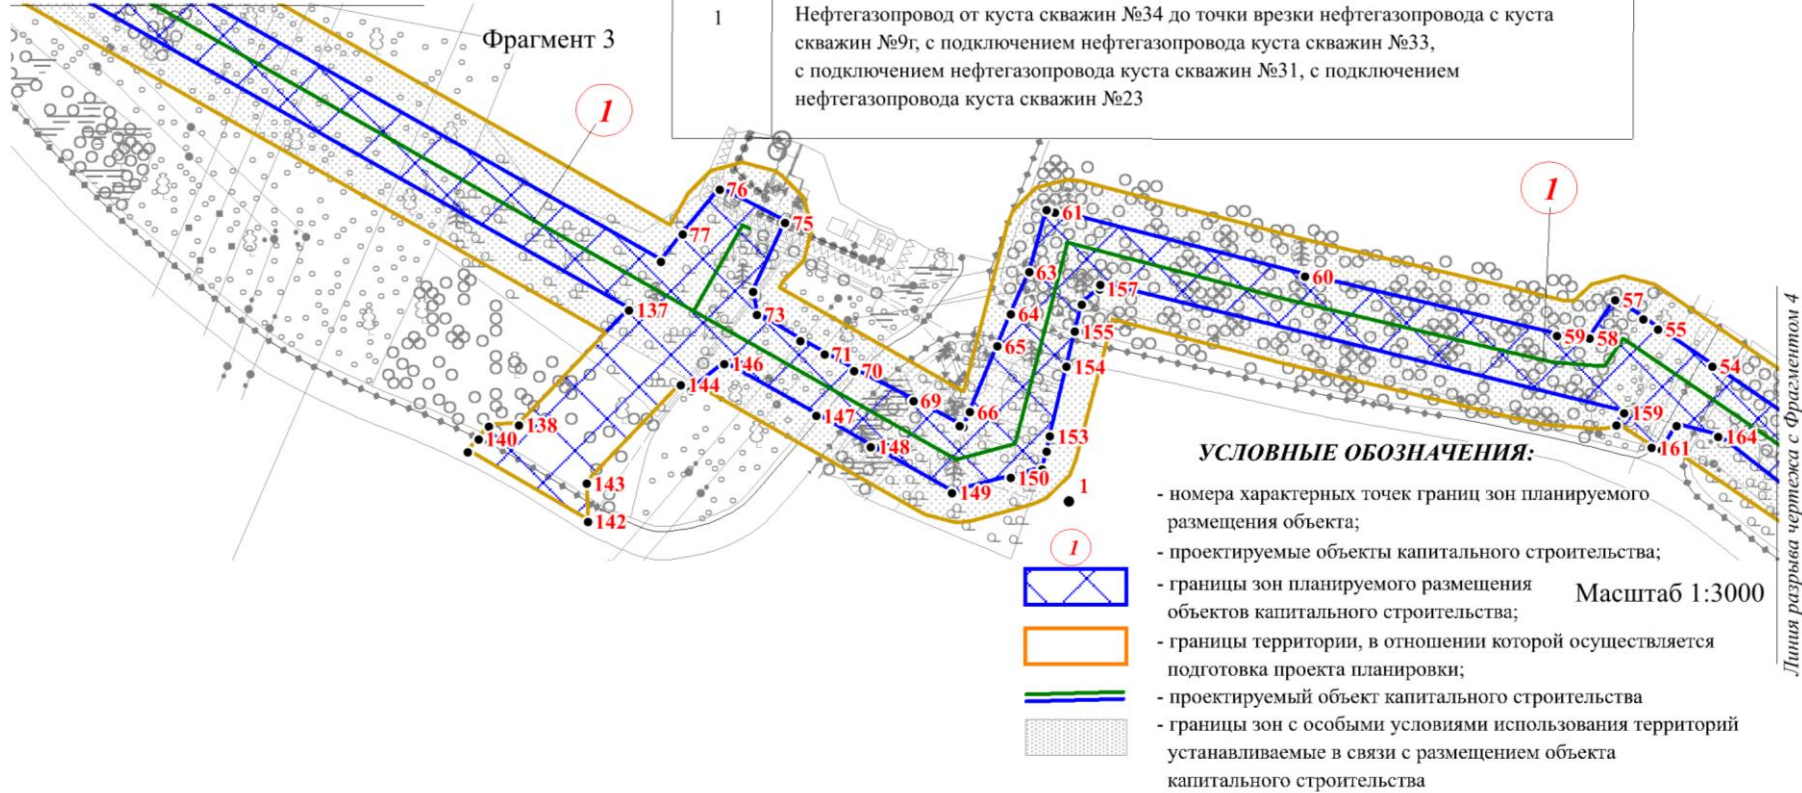 1
Нефтегазопровод от куста скважин №34 до точки врезки нефтегазопровода с куста
скважин №9г, с подключением нефтегазопровода куста скважин №33,
с подключением нефтегазопровода куста скважин №31, с подключением
нефтегазопровода куста скважин №23
Фрагмент 3
1
1
76
75
77
61
63
60
157
137
73
64
57
155
55
59
58
65
71
146
70
154
54
144
69
147
66
159
138
140
148
153
164
161
143
150
149
142
1
УСЛОВНЫЕ ОБОЗНАЧЕНИЯ:
- номера характерных точек границ зон планируемого
размещения объекта;
1
- проектируемые объекты капитального строительства;
- границы зон планируемого размещения
объектов капитального строительства;
Масштаб 1:3000
- границы территории, в отношении которой осуществляется
подготовка проекта планировки;
- проектируемый объект капитального строительства
- границы зон с особыми условиями использования территорий
устанавливаемые в связи с размещением объекта
капитального строительства
Линия разрыва чертежа с Фрагментом 4